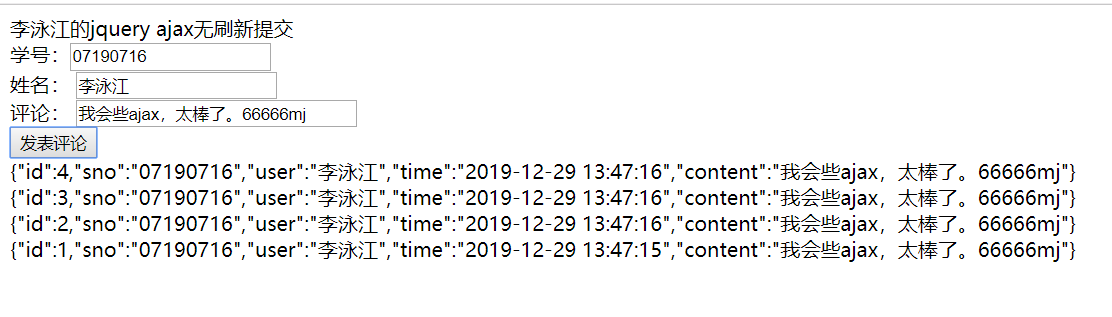 李泳江的jquery ajax无刷新提交
学号：07190716
姓名： 李泳江
评论： 我会些ajax，太棒了。66666mj
发表评论
{"id":4,"sno":"07190716","user":"李泳江","time":"2019-12-29 13:47:16","content":"我会些ajax，太棒了。66666mj"}
{"id":3,"sno":"07190716","user":"李泳江","time":"2019-12-29 13:47:16","content":"我会些ajax，太棒了。66666mj"}
{"id":2,"sno":"07190716","user":"李泳江","time":"2019-12-29 13:47:16","content":"我会些ajax，太棒了。66666mj"}
{"id":1,"sno":"07190716","user":"李泳江","time":"2019-12-29 13:47:15","content":"我会些ajax，太棒了。66666mj"}